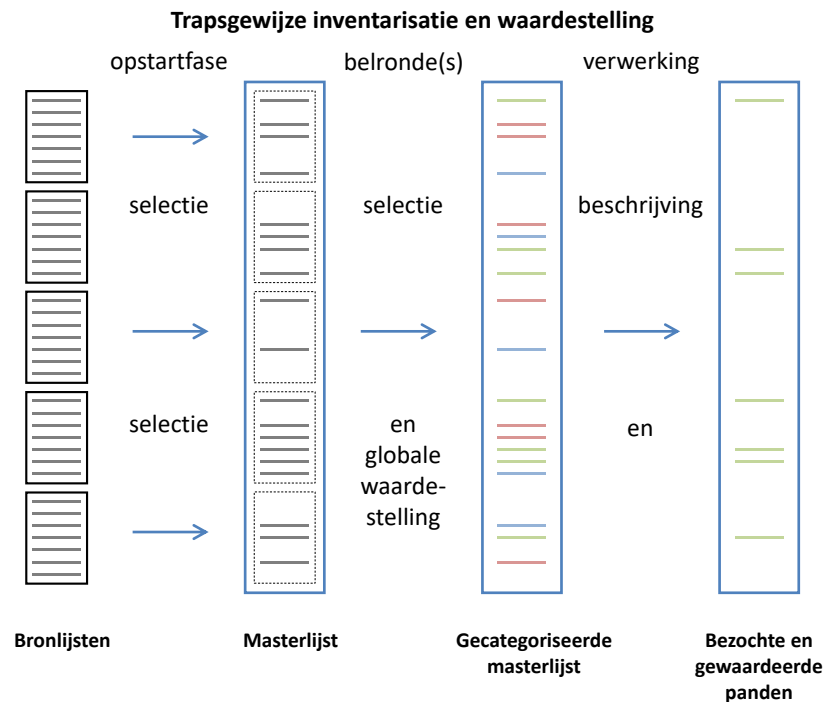 Trapsgewijze inventarisatie en waardestelling
opstartfase
belronde(s)
verwerking
selectie
selectie
beschrijving
selectie
en
globale
waarde-
stelling
en
Bronlijsten
Masterlijst
Gecategoriseerde
masterlijst
Bezochte en
gewaardeerde
panden